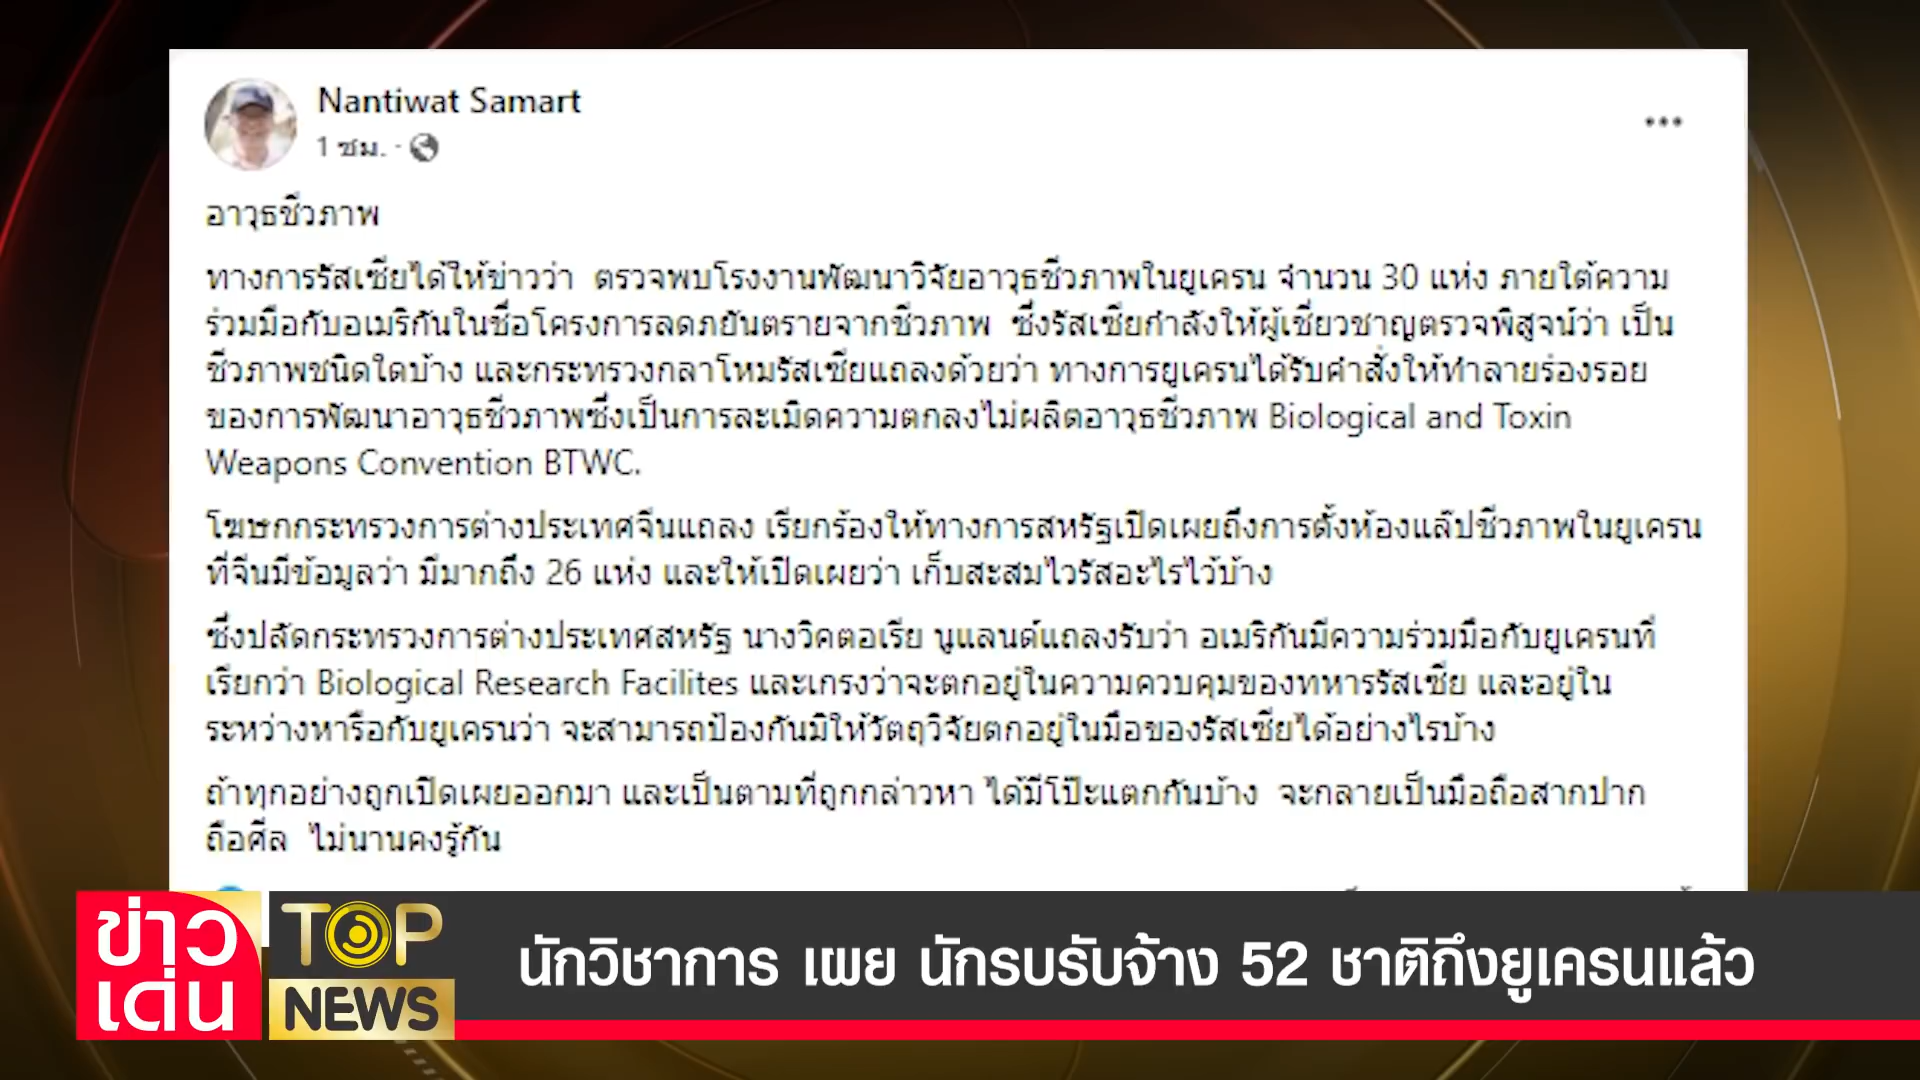 Nantiwat Samart
1 ชม. ·
อาวุธชีวภาพ
ทางการรัสเซียได้ให้ข่าวว่า ตรวจพบโรงงานพัฒนาวิจัยอาวุธชีวภาพในยูเครน จำนวน 30 แห่ง ภายใต้ความ
ร่วมมือกับอเมริกันในชื่อโครงการลดภยันตรายจากชีวภาพ ซึ่งรัสเซียกำลังให้ผู้เชี่ยวชาญตรวจพิสูจน์ว่า เป็น
ชีวภาพชนิดใดบ้าง และกระทรวงกลาโหมรัสเซียแถลงด้วยว่า ทางการยูเครนได้รับคำสั่งให้ทำลายร่องรอย
ของการพัฒนาอาวุธชีวภาพซึ่งเป็นการละเมิดความตกลงไม่ผลิตอาวุธชีวภาพ Biological and Toxin
Weapons Convention BTWC.
โฆษกกระทรวงการต่างประเทศจีนแถลง เรียกร้องให้ทางการสหรัฐเปิดเผยถึงการตั้งห้องแล๊ปชีวภาพในยูเครน
ที่จีนมีข้อมูลว่า มีมากถึง 26 แห่ง และให้เปิดเผยว่า เก็บสะสมไวรัสอะไรไว้บ้าง
ซึ่งปลัดกระทรวงการต่างประเทศสหรัฐ นางวิคตอเรีย นูแลนด์แถลงรับว่า อเมริกันมีความร่วมมือกับยูเครนที่
เรียกว่า Biological Research Facilites และเกรงว่าจะตกอยู่ในความควบคุมของทหารรัสเซีย และอยู่ใน
ระหว่างหารือกับยูเครนว่า จะสามารถป้องกันมิให้วัตถุวิจัยตกอยู่ในมือของรัสเซียได้อย่างไรบ้าง
ถ้าทุกอย่างถูกเปิดเผยออกมา และเป็นตามที่ถูกกล่าวหา ได้มีโป๊ะแตกกันบ้าง จะกลายเป็นมือถือสากปาก
ถือศีล ไม่นานคงรู้กัน
ข่าว
เด่น
TOP
NEWS
นักวิชาการ เผย นักรบรับจ้าง 52 ชาติถึงยูเครนแล้ว